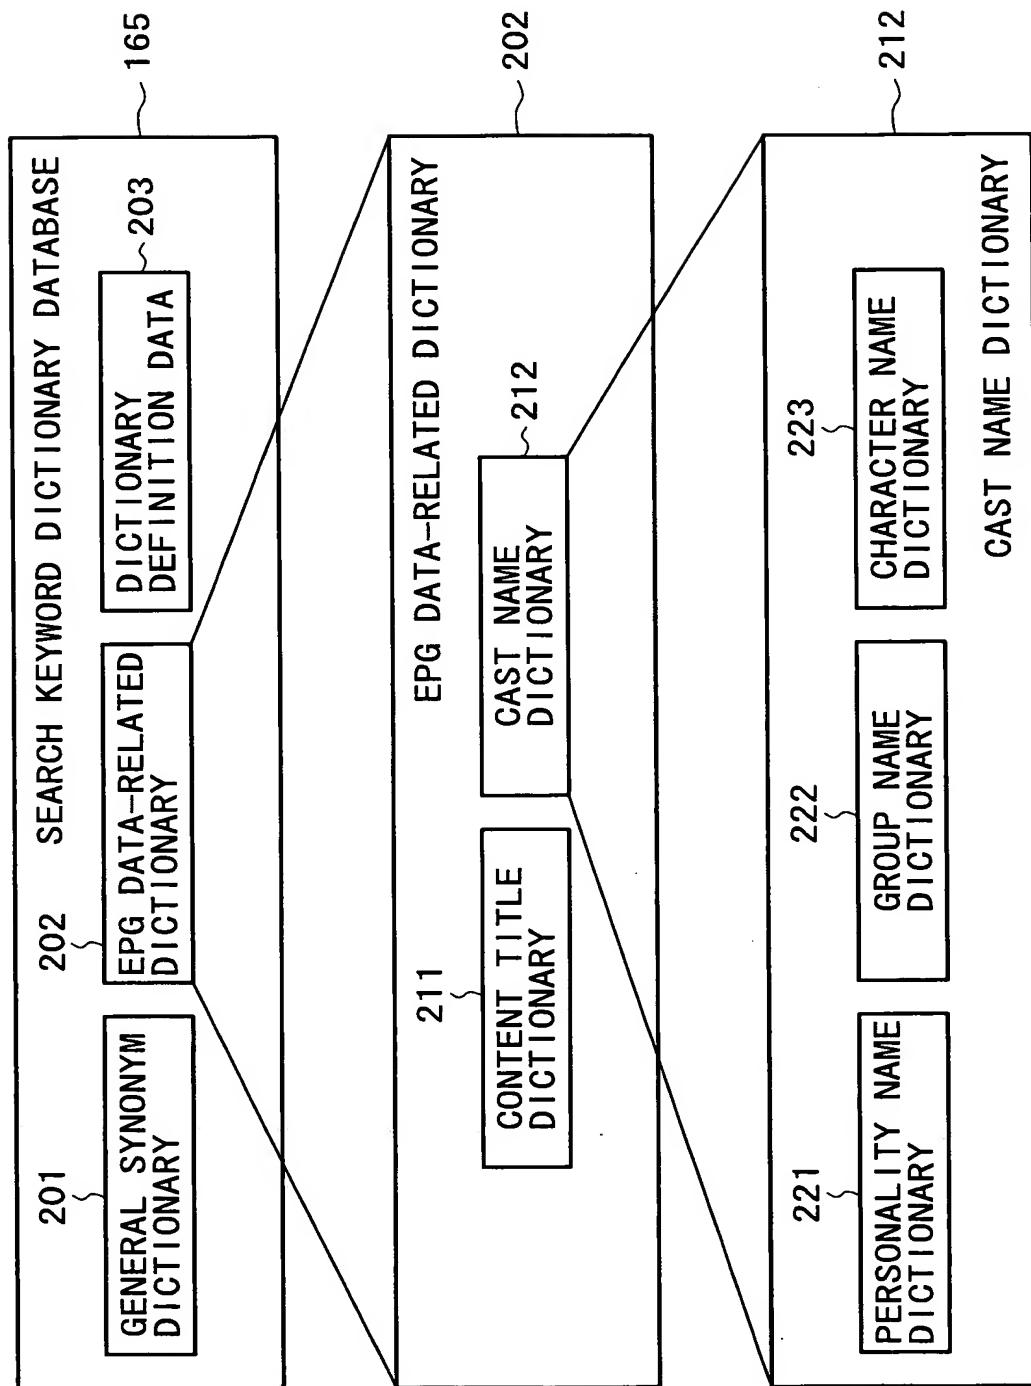 SEARCH KEYWORD DICTIONARY DATABASE
165
201
GENERAL SYNONYM
DICTIONARY
202
EPG DATA-RELATED
DICTIONARY
203
DICTIONARY
DEFINITION DATA
EPG DATA-RELATED DICTIONARY
202
211
CONTENT TITLE
DICTIONARY
212
CAST NAME
DICTIONARY
212
221
PERSONALITY NAME
DICTIONARY
222
GROUP NAME
DICTIONARY
223
CHARACTER NAME
DICTIONARY
CAST NAME DICTIONARY